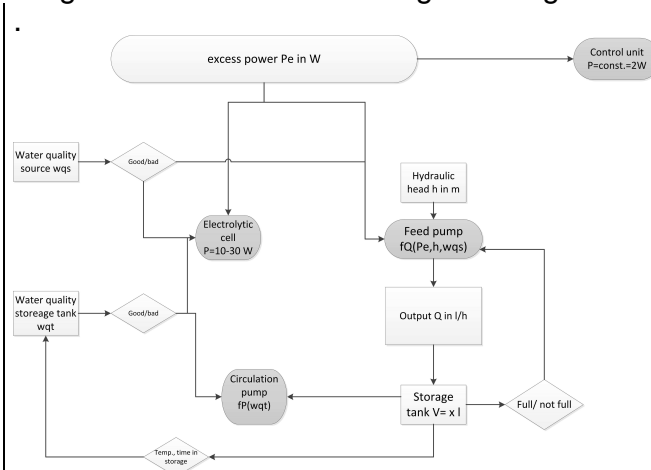 .
excess power Pe in W
Control unit
P=const.=2W
Water quality
source wqs
Good/bad
Hydraulic
head h in m
Electrolytic
cell
P=10-30 W
Feed pump
fQ(Pe,h,wqs)
Water quality
storeage tank
wqt
Good/bad
Output Q in l/h
Circulation
pump
fP(wqt)
Storage
tank V= x l
Full/ not full
Temp., time in
storage